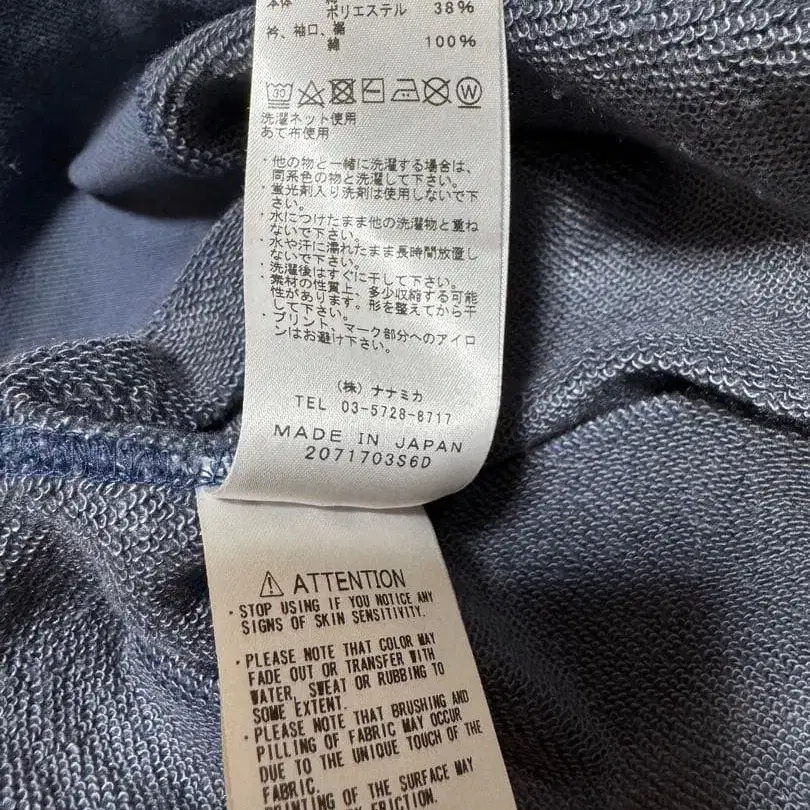 本体 綿
ポリエステル 38%
衿、袖口、裾
綿 100%
30
W
洗濯ネット使用
あて布使用
・他の物と一緒に洗濯する場合は、
同系色の物と洗濯して下さい。
・蛍光剤入り洗剤は使用しないで下
さい。
・水につけたまま他の洗濯物と重ね
ないで下さい。
・水や汗に濡れたまま長時間放置し
ないで下さい。
・洗濯後はすぐに干して下さい。
・素材の性質上、多少収縮する可能
性があります。形を整えてから干
して下さい。
・プリント、マーク部分へのアイロ
ンはお避け下さい。
(株) ナナミカ
TEL 03-5728-8717
MADE IN JAPAN
2071703S6D
ATTENTION
・STOP USING IF YOU NOTICE ANY
SIGNS OF SKIN SENSITIVITY.
・PLEASE NOTE THAT COLOR MAY
FADE OUT OR TRANSFER WITH
WATER, SWEAT OR RUBBING TO
SOME EXTENT.
・PLEASE NOTE THAT BRUSHING AND
PILLING OF FABRIC MAY OCCUR
DUE TO THE UNIQUE TOUCH OF THE
FABRIC.
OF THE SURFACE MAY
BY FRICTION.